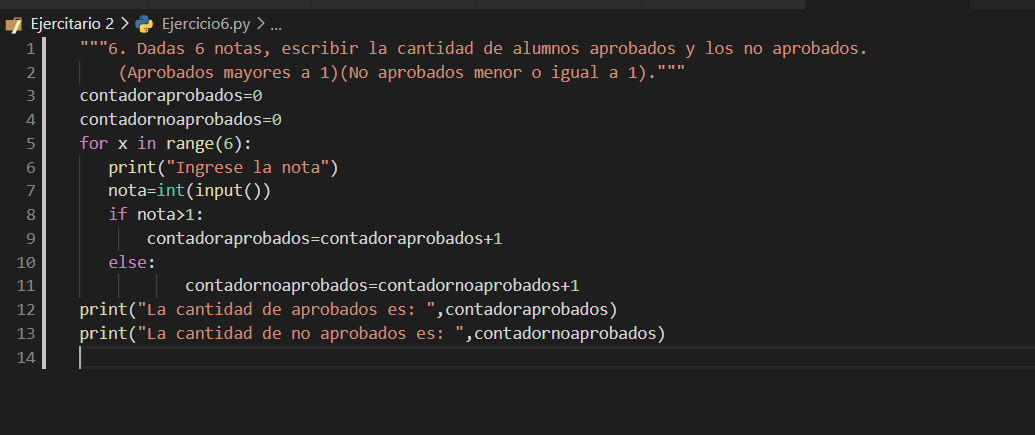 Ejercitario 2 > Ejercicio6.py > ...
1 """6. Dadas 6 notas, escribir la cantidad de alumnos aprobados y los no aprobados.
2     (Aprobados mayores a 1)(No aprobados menor o igual a 1)."""
3 contadoraprobados=0
4 contadornoaprobados=0
5 for x in range(6):
6    print("Ingrese la nota")
7    nota=int(input())
8    if nota>1:
9        contadoraprobados=contadoraprobados+1
10    else:
11            contadornoaprobados=contadornoaprobados+1
12 print("La cantidad de aprobados es: ",contadoraprobados)
13 print("La cantidad de no aprobados es: ",contadornoaprobados)
14